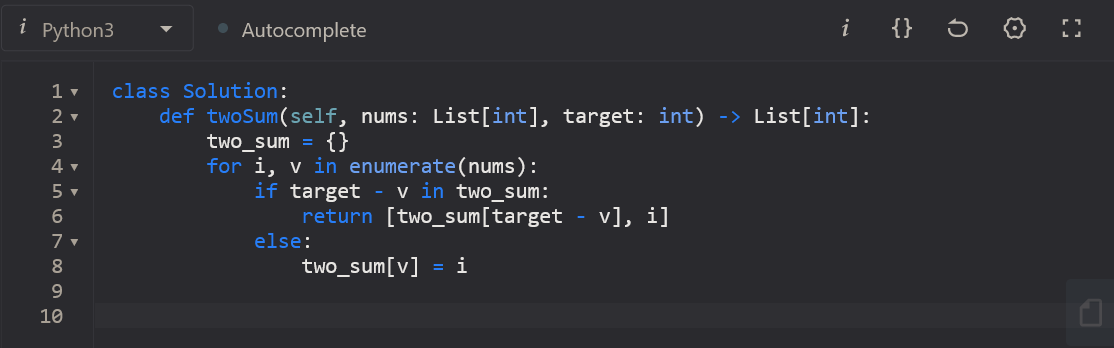 i Python3 Autocomplete i {}
1 class Solution:
2     def twoSum(self, nums: List[int], target: int) -> List[int]:
3         two_sum = {}
4         for i, v in enumerate(nums):
5             if target - v in two_sum:
6                 return [two_sum[target - v], i]
7             else:
8                 two_sum[v] = i
9
10